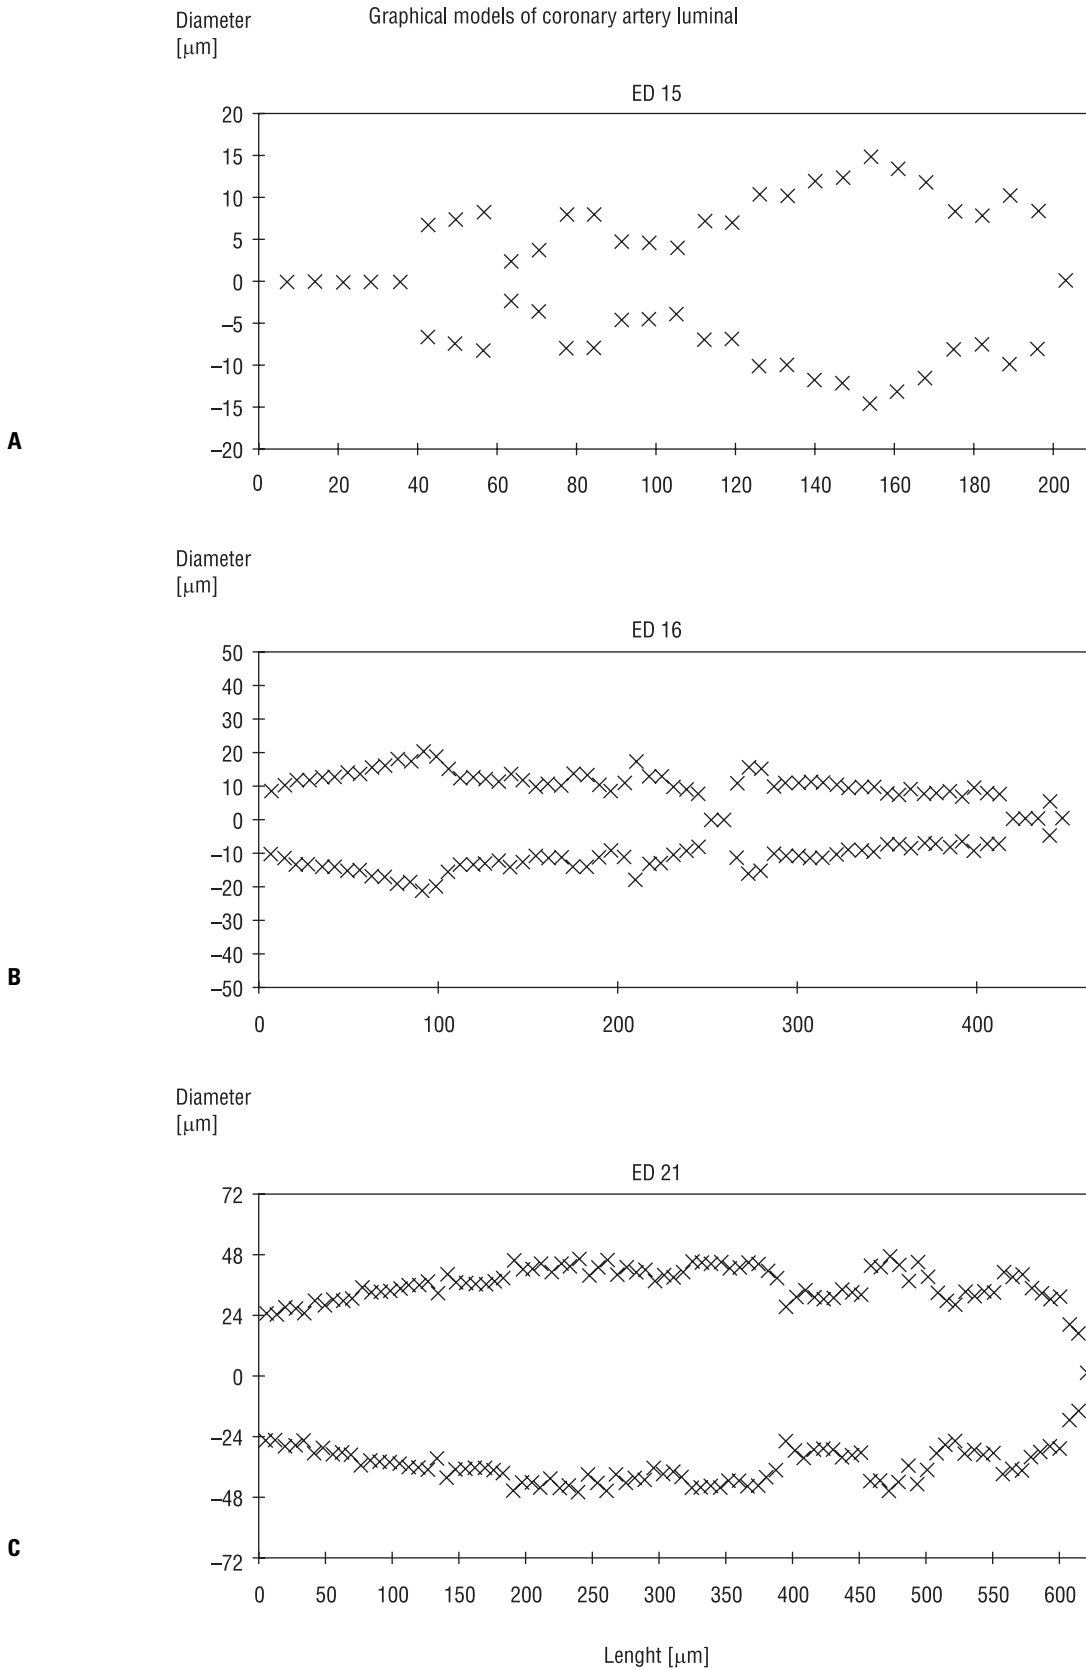 Graphical models of coronary artery luminal
Diameter
[μm]
ED 15
20
15
10
5
0
–5
–10
–15
–20
0 20 40 60 80 100 120 140 160 180 200
A
Diameter
[μm]
ED 16
50
40
30
20
10
0
–10
–20
–30
–40
–50
0 100 200 300 400
B
Diameter
[μm]
ED 21
72
48
24
0
–24
–48
–72
0 50 100 150 200 250 300 350 400 450 500 550 600
C
Lenght [μm]